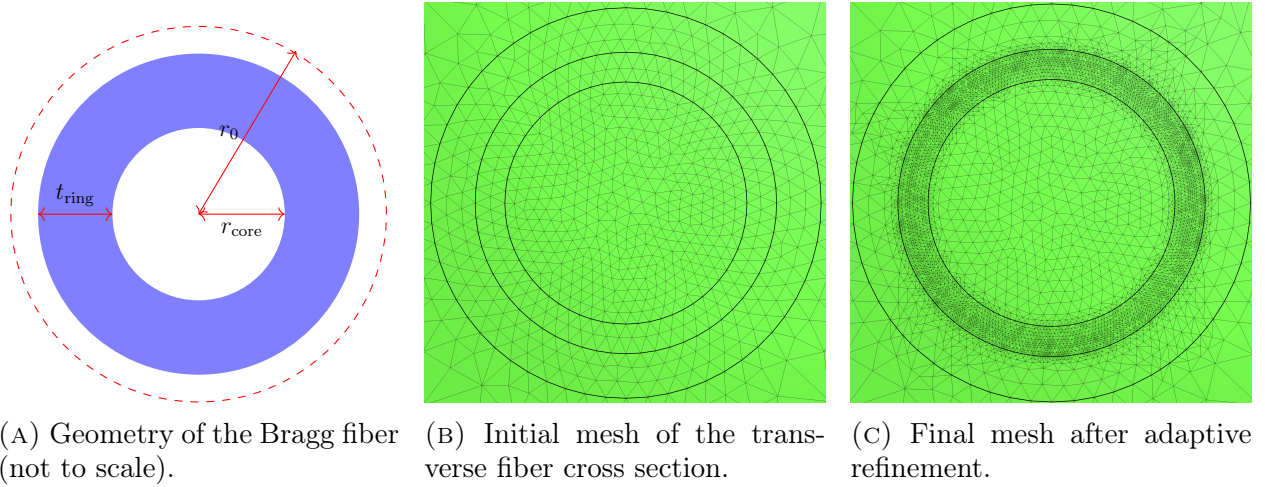 r₀
t_ring
r_core
(A) Geometry of the Bragg fiber
(not to scale).
(B) Initial mesh of the trans-
verse fiber cross section.
(C) Final mesh after adaptive
refinement.